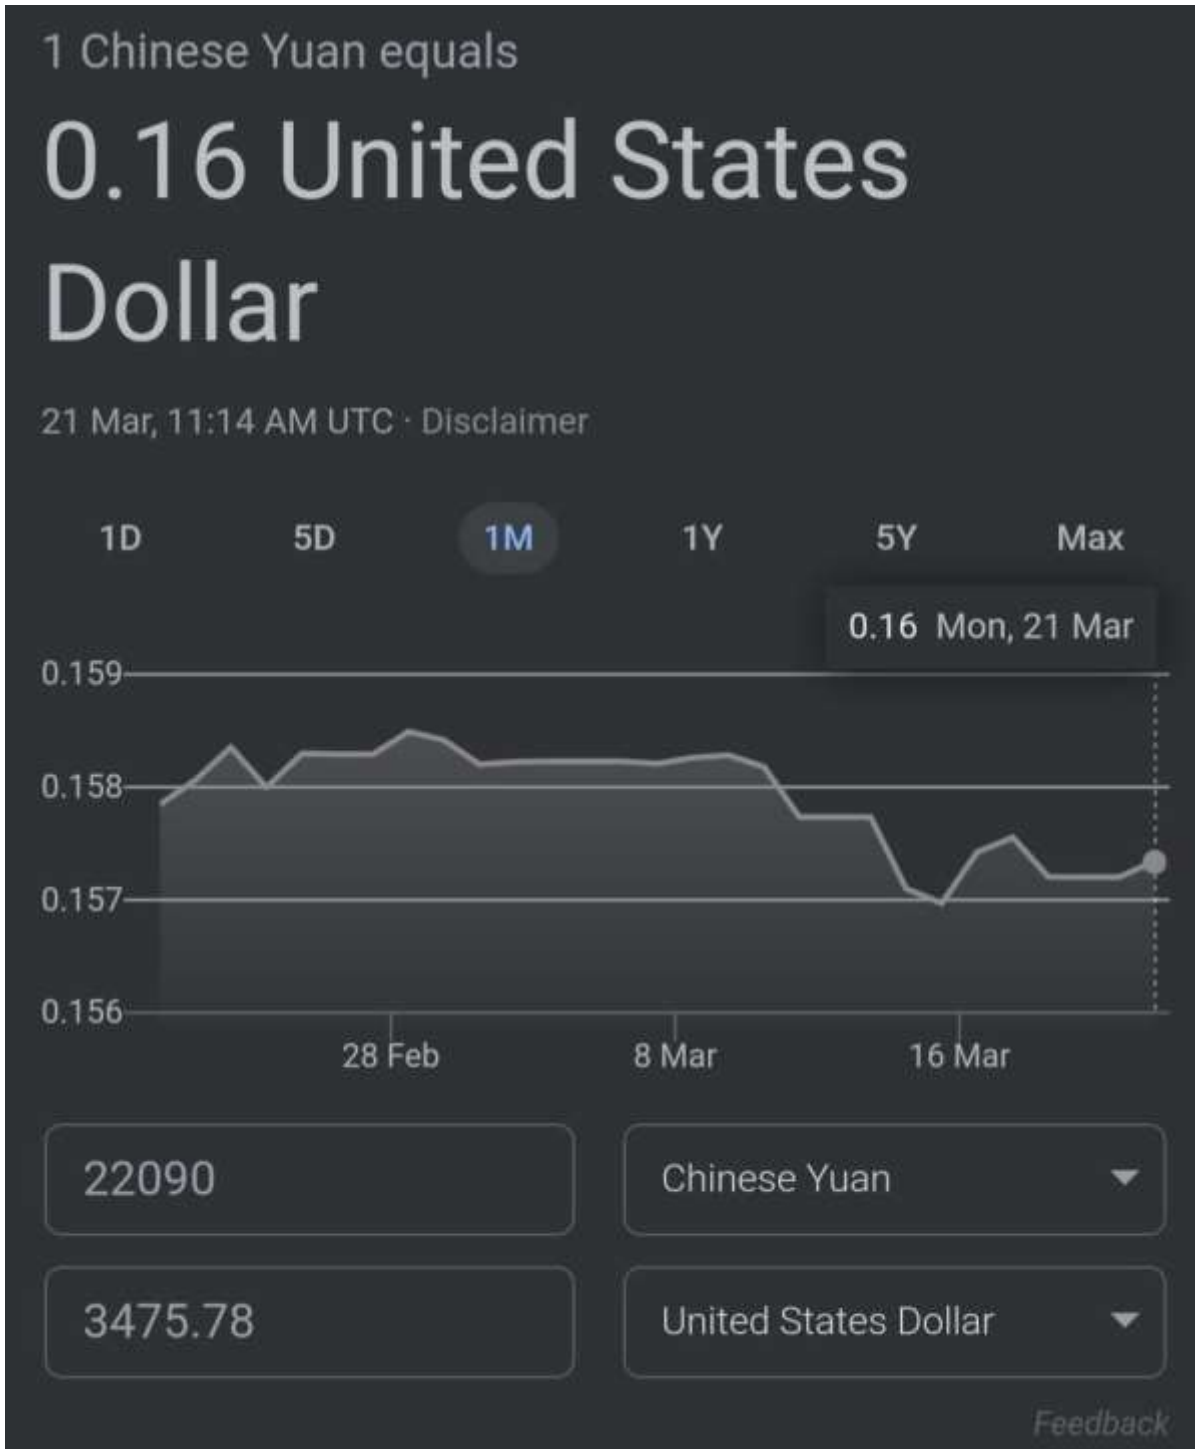 1 Chinese Yuan equals
0.16 United States
Dollar
21 Mar, 11:14 AM UTC · Disclaimer
1D 5D 1M 1Y 5Y Max
0.16 Mon, 21 Mar
0.159
0.158
0.157
0.156
28 Feb 8 Mar 16 Mar
22090 Chinese Yuan
3475.78 United States Dollar
Feedback